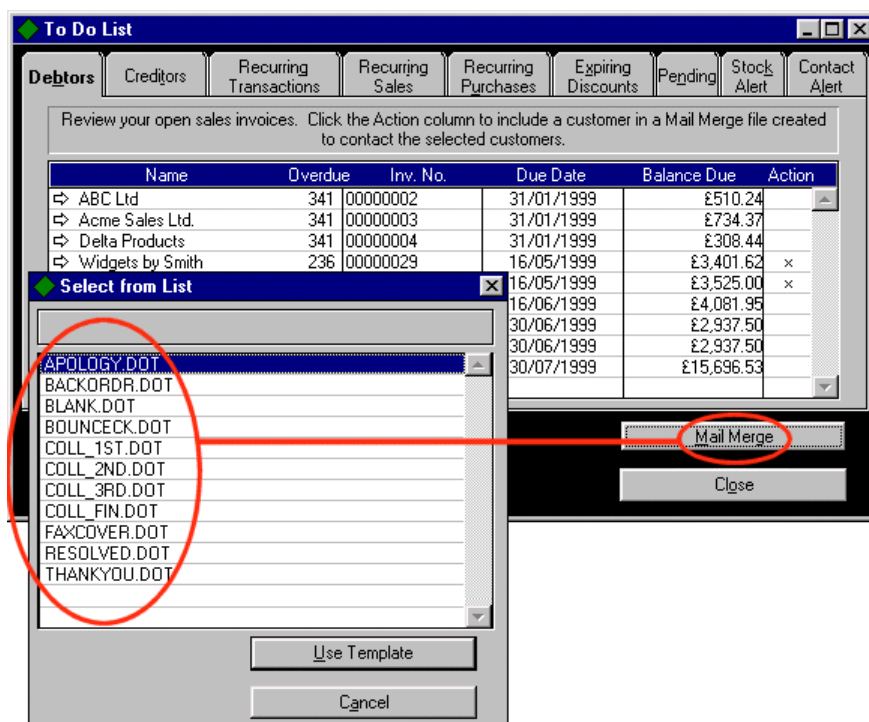 To Do List
Debtors Creditors Recurring Transactions Recurring Sales Recurring Purchases Expiring Discounts Pending Stock Alert Contact Alert
Review your open sales invoices. Click the Action column to include a customer in a Mail Merge file created
to contact the selected customers.
Name Overdue Inv. No. Due Date Balance Due Action
ABC Ltd 341 00000002 31/01/1999 £510.24
Acme Sales Ltd. 341 00000003 31/01/1999 £734.37
Delta Products 341 00000004 31/01/1999 £308.44
Widgets by Smith 236 00000029 16/05/1999 £3,401.62 ×
16/05/1999 £3,525.00 ×
16/06/1999 £4,081.95
30/06/1999 £2,937.50
30/06/1999 £2,937.50
30/07/1999 £15,696.53
Mail Merge
Close
Select from List
APOLOGY.DOT
BACKORDR.DOT
BLANK.DOT
BOUNCECK.DOT
COLL_1ST.DOT
COLL_2ND.DOT
COLL_3RD.DOT
COLL_FIN.DOT
FAXCOVER.DOT
RESOLVED.DOT
THANKYOU.DOT
Use Template
Cancel